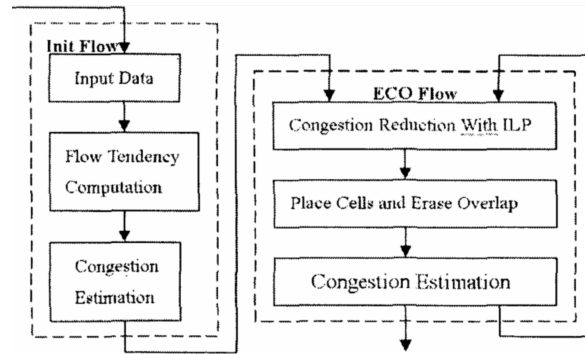 Init Flow
Input Data
Flow Tendency
Computation
Congestion
Estimation
ECO Flow
Congestion Reduction With ILP
Place Cells and Erase Overlap
Congestion Estimation